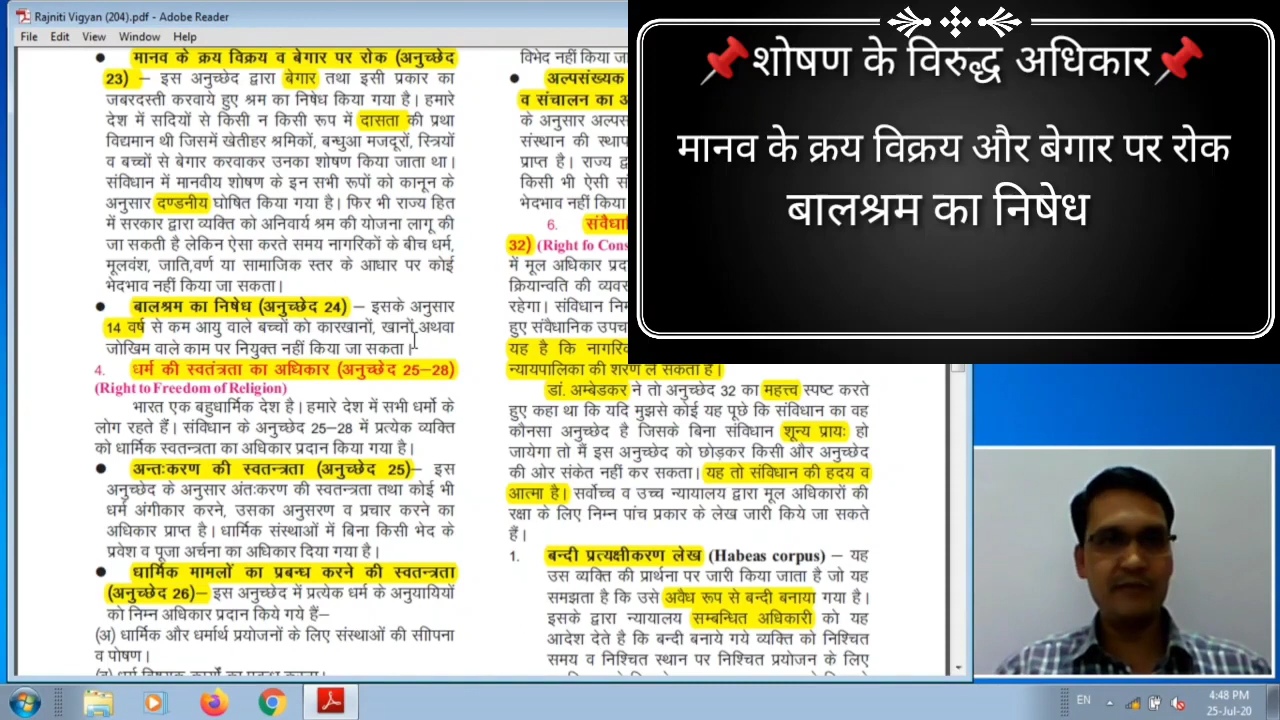 Rajniti Vigyan (204).pdf - Adobe Reader
File Edit View Window Help
मानव के क्रय विक्रय व बेगार पर रोक (अनुच्छेद
23) – इस अनुच्छेद द्वारा बेगार तथा इसी प्रकार का
जबरदस्ती करवाये हुए श्रम का निषेध किया गया है। हमारे
देश में सदियों से किसी न किसी रूप में दासता की प्रथा
विद्यमान थी जिसमें खेतीहर श्रमिकों, बन्धुआ मजदूरों, स्त्रियों
व बच्चों से बेगार करवाकर उनका शोषण किया जाता था।
संविधान में मानवीय शोषण के इन सभी रूपों को कानून के
अनुसार दण्डनीय घोषित किया गया है। फिर भी राज्य हित
में सरकार द्वारा व्यक्ति को अनिवार्य श्रम की योजना लागू की
जा सकती है लेकिन ऐसा करते समय नागरिकों के बीच धर्म,
मूलवंश, जाति,वर्ण या सामाजिक स्तर के आधार पर कोई
भेदभाव नहीं किया जा सकता।
बालश्रम का निषेध (अनुच्छेद 24) – इसके अनुसार
14 वर्ष से कम आयु वाले बच्चों को कारखानों, खानों अथवा
जोखिम वाले काम पर नियुक्त नहीं किया जा सकता।
4. धर्म की स्वतंत्रता का अधिकार (अनुच्छेद 25–28)
(Right to Freedom of Religion)
भारत एक बहुधार्मिक देश है। हमारे देश में सभी धर्मो के
लोग रहते हैं। संविधान के अनुच्छेद 25–28 में प्रत्येक व्यक्ति
को धार्मिक स्वतन्त्रता का अधिकार प्रदान किया गया है।
अन्तःकरण की स्वतन्त्रता (अनुच्छेद 25)– इस
अनुच्छेद के अनुसार अंतःकरण की स्वतन्त्रता तथा कोई भी
धर्म अंगीकार करने, उसका अनुसरण व प्रचार करने का
अधिकार प्राप्त है। धार्मिक संस्थाओं में बिना किसी भेद के
प्रवेश व पूजा अर्चना का अधिकार दिया गया है।
धार्मिक मामलों का प्रबन्ध करने की स्वतन्त्रता
(अनुच्छेद 26)– इस अनुच्छेद में प्रत्येक धर्म के अनुयायियों
को निम्न अधिकार प्रदान किये गये हैं–
(अ) धार्मिक और धर्मार्थ प्रयोजनों के लिए संस्थाओं की साीपना
व पोषण।
विभेद नहीं किया जा
अल्पसंख्यक
व संचालन का अ
के अनुसार अल्पस
संस्थान की स्थाप
प्राप्त है। राज्य द्व
किसी भी ऐसी सं
भेदभाव नहीं किया
6. संवैधानि
32) (Right fo Cons
में मूल अधिकार प्रद
क्रियान्वति की व्यवस
रहेगा। संविधान निम
हुए संवैधानिक उपच
यह है कि नागरिक
न्यायपालिका की शरण ले सकता है।
डां. अम्बेडकर ने तो अनुच्छेद 32 का महत्त्व स्पष्ट करते
हुए कहा था कि यदि मुझसे कोई यह पूछे कि संविधान का वह
कौनसा अनुच्छेद है जिसके बिना संविधान शून्य प्रायः हो
जायेगा तो मैं इस अनुच्छेद को छोड़कर किसी और अनुच्छेद
की ओर संकेत नहीं कर सकता। यह तो संविधान की हदय व
आत्मा है। सर्वोच्च व उच्च न्यायालय द्वारा मूल अधिकारों की
रक्षा के लिए निम्न पांच प्रकार के लेख जारी किये जा सकते
हैं।
1. बन्दी प्रत्यक्षीकरण लेख (Habeas corpus) – यह
उस व्यक्ति की प्रार्थना पर जारी किया जाता है जो यह
समझता है कि उसे अवैध रूप से बन्दी बनाया गया है।
इसके द्वारा न्यायालय सम्बन्धित अधिकारी को यह
आदेश देते है कि बन्दी बनाये गये व्यक्ति को निश्चित
समय व निश्चित स्थान पर निश्चित प्रयोजन के लिए
शोषण के विरुद्ध अधिकार
मानव के क्रय विक्रय और बेगार पर रोक
बालश्रम का निषेध
EN
4:48 PM
25-Jul-20